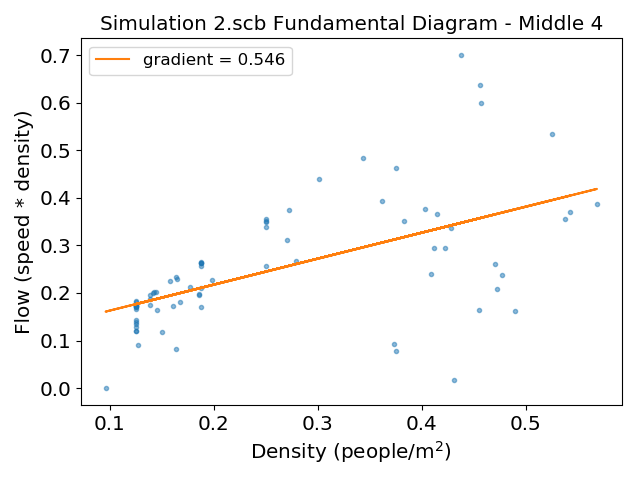 Simulation 2.scb Fundamental Diagram - Middle 4
gradient = 0.546
Flow (speed * density)
0.7
0.6
0.5
0.4
0.3
0.2
0.1
0.0
0.1 0.2 0.3 0.4 0.5
Density (people/m²)